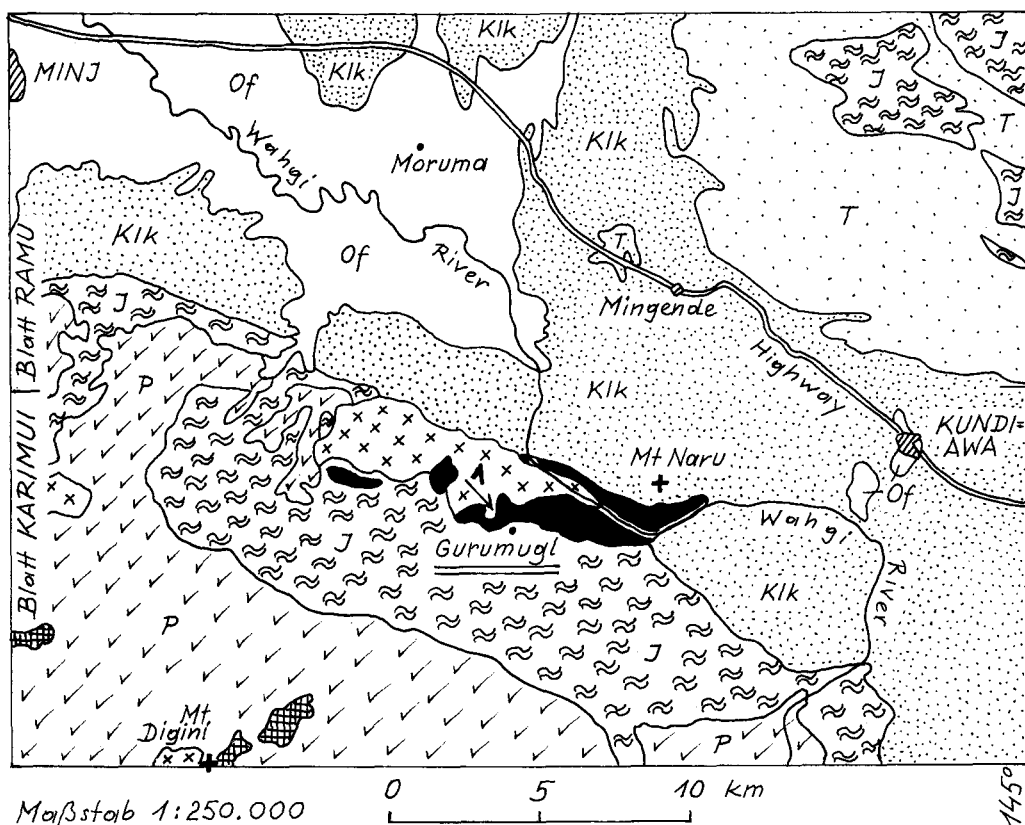 Klk
Klk
J
MINJ
Of
J
T
Klk
Wahgi
Moruma
T
J
Klk
Of
River
T
Blatt RAMU
J
Mingende
P
Klk
Highway
KUNDI=
AWA
Mt Naru
1
Of
Blatt KARIMUI
J
Gurumugl
Wahgi
River
Klk
P
J
Mt.
Digini
P
0 5 10 km
Maßstab 1:250.000
145°